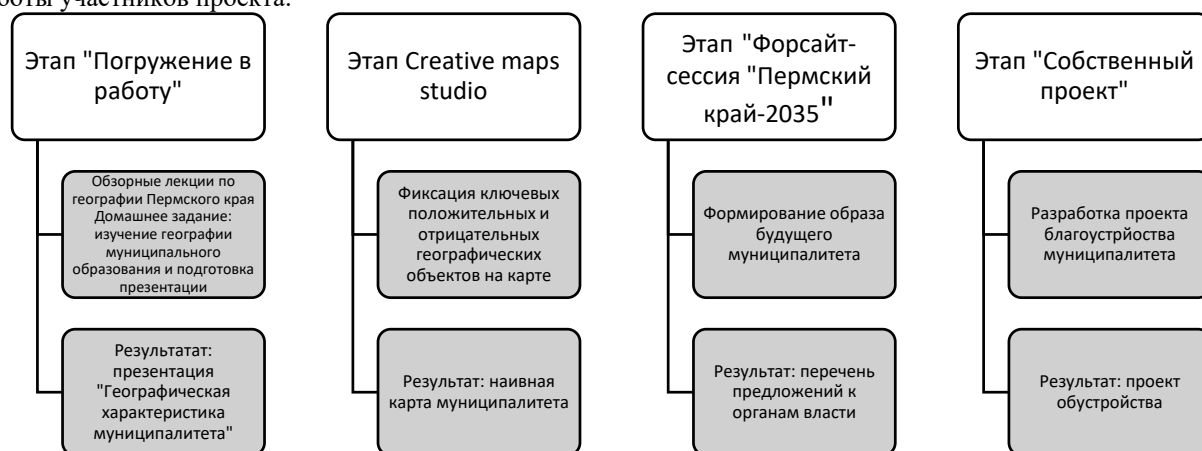 боты участников проекта.
Этап "Погружение в
работу"
Обзорные лекции по
географии Пермского края
Домашнее задание:
изучение географии
муниципального
образования и подготовка
презентации
Результатат:
презентация
"Географическая
характеристика
муниципалитета"
Этап Creative maps
studio
Фиксация ключевых
положительных и
отрицательных
географических
объектов на карте
Результат: наивная
карта муниципалитета
Этап "Форсайт-
сессия "Пермский
край-2035"
Формирование образа
будущего
муниципалитета
Результат: перечень
предложений к
органам власти
Этап "Собственный
проект"
Разработка проекта
благоустрйоства
муниципалитета
Результат: проект
обустройства